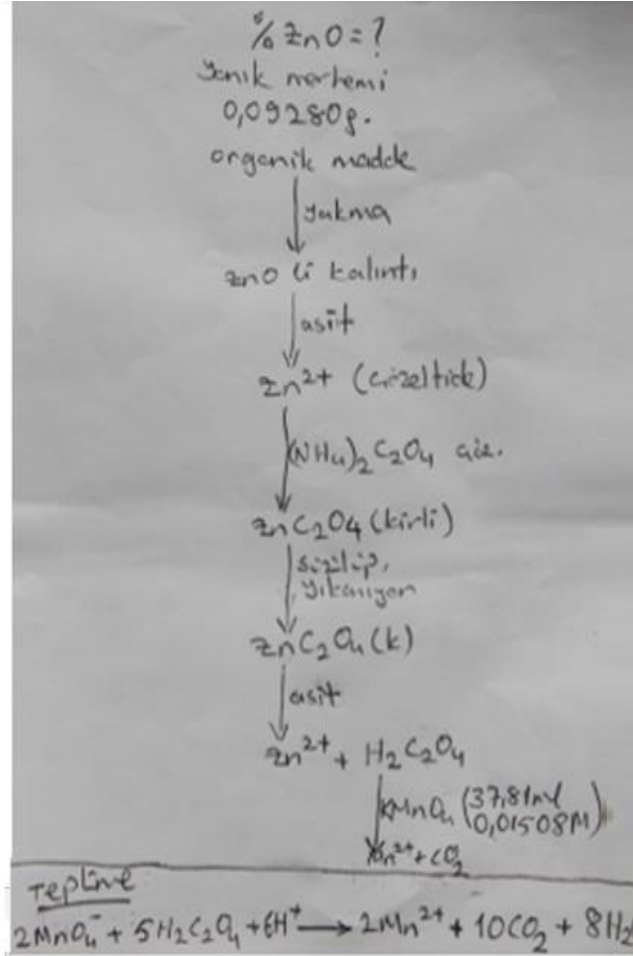 % ZnO = ?
Yanık merhemi
0,09280g.
organik madde
yakma
ZnO li kalıntı
asit
Zn²⁺ (çözeltide)
(NH₄)₂C₂O₄ çöz.
ZnC₂O₄ (kirli)
süzülüp,
yıkanıyor
ZnC₂O₄ (k)
asit
Zn²⁺ + H₂C₂O₄
KMnO₄ (37,81ml
0,01508M)
Mn²⁺ + CO₂
Tepkime
2MnO₄⁻ + 5H₂C₂O₄ + 6H⁺ → 2Mn²⁺ + 10CO₂ + 8H₂